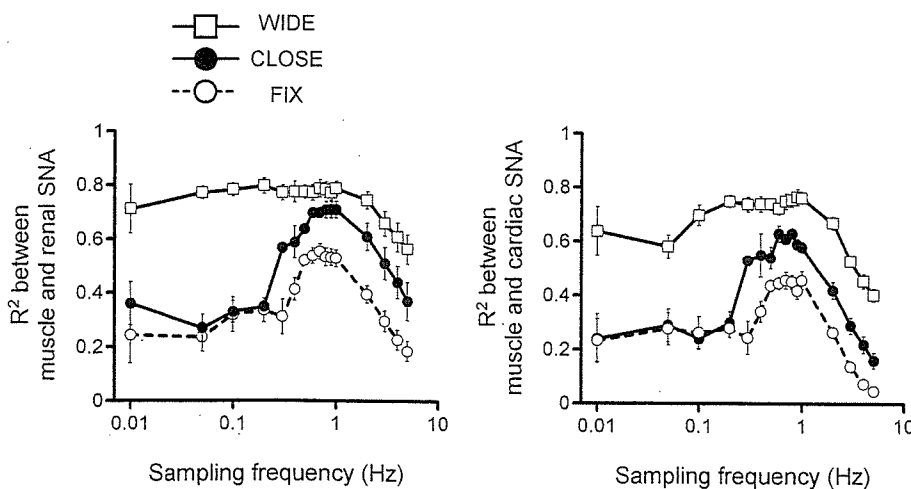 WIDE
CLOSE
FIX
R² between
muscle and renal SNA
1
0.8
0.6
0.4
0.2
0
0.01
0.1
1
10
Sampling frequency (Hz)
R² between
muscle and cardiac SNA
1
0.8
0.6
0.4
0.2
0
0.01
0.1
1
10
Sampling frequency (Hz)